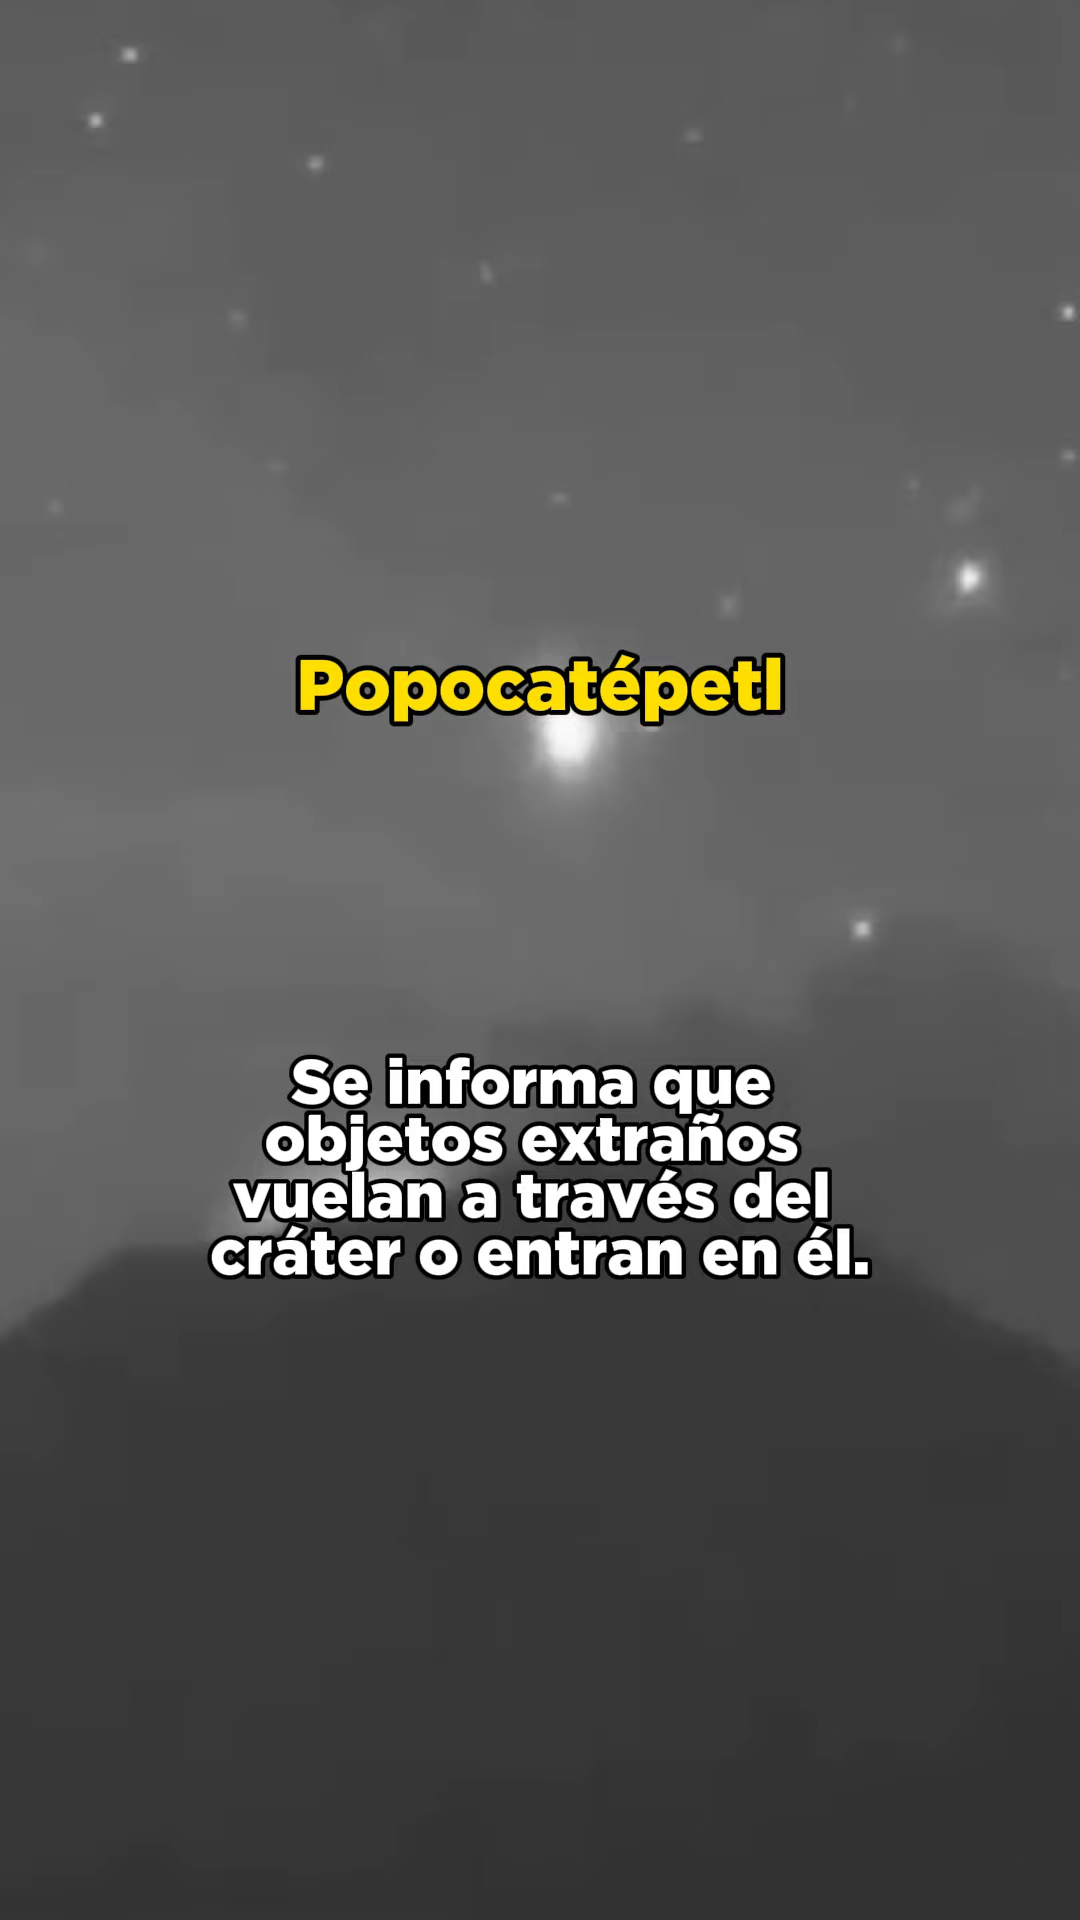 Popocatépetl
Se informa que
objetos extraños
vuelan a través del
cráter o entran en él.